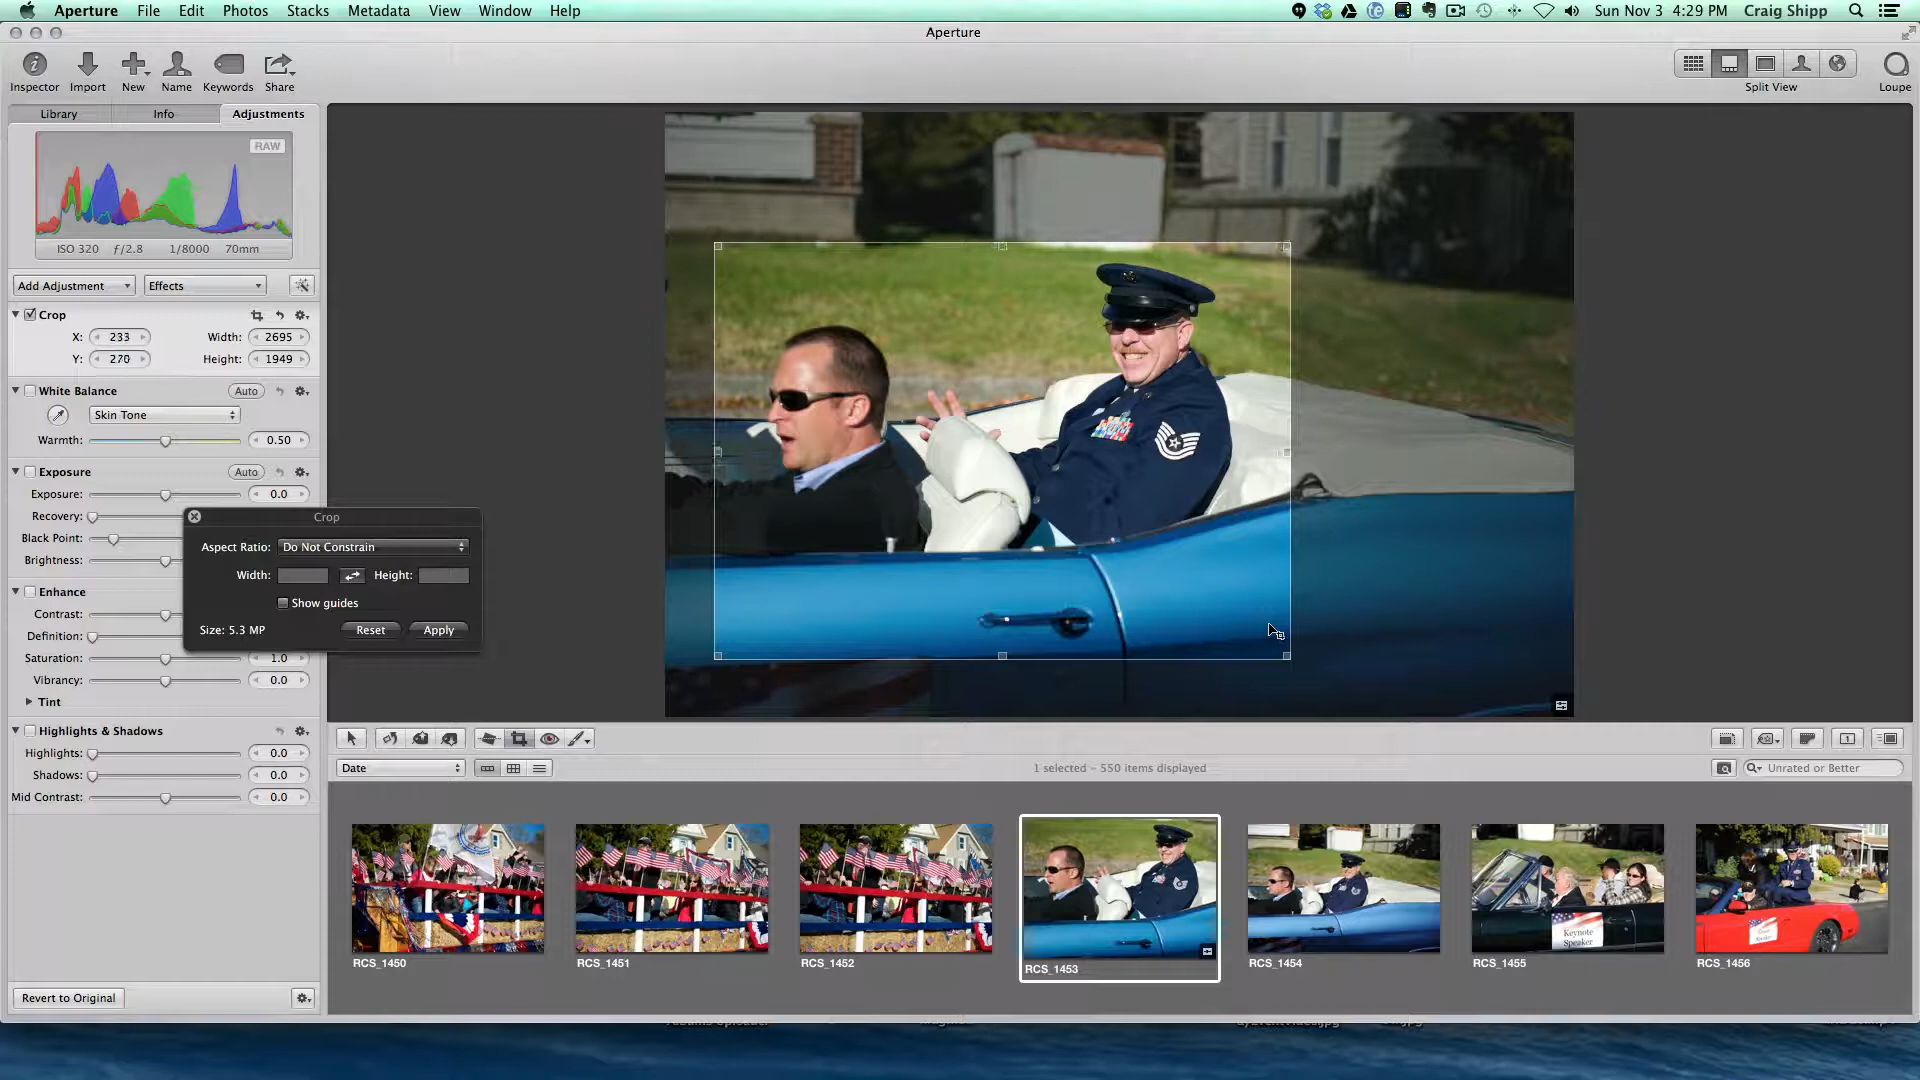 Aperture File Edit Photos Stacks Metadata View Window Help Sun Nov 3 4:29 PM Craig Shipp
Aperture
Inspector Import New Name Keywords Share Split View Loupe
Library Info Adjustments
RAW
ISO 320 ƒ/2.8 1/8000 70mm
Add Adjustment Effects
Crop
X: 233 Width: 2695
Y: 270 Height: 1949
White Balance Auto
Skin Tone
Warmth: 0.50
Exposure Auto
Exposure: 0.0
Recovery:
Black Point:
Brightness:
Crop
Aspect Ratio: Do Not Constrain
Width: Height:
Show guides
Size: 5.3 MP Reset Apply
Enhance
Contrast:
Definition:
Saturation: 1.0
Vibrancy: 0.0
Tint
Highlights & Shadows
Highlights: 0.0
Shadows: 0.0
Mid Contrast: 0.0
Revert to Original
Date 1 selected – 550 items displayed Unrated or Better
Keynote
Speaker
RCS_1450 RCS_1451 RCS_1452 RCS_1453 RCS_1454 RCS_1455 RCS_1456